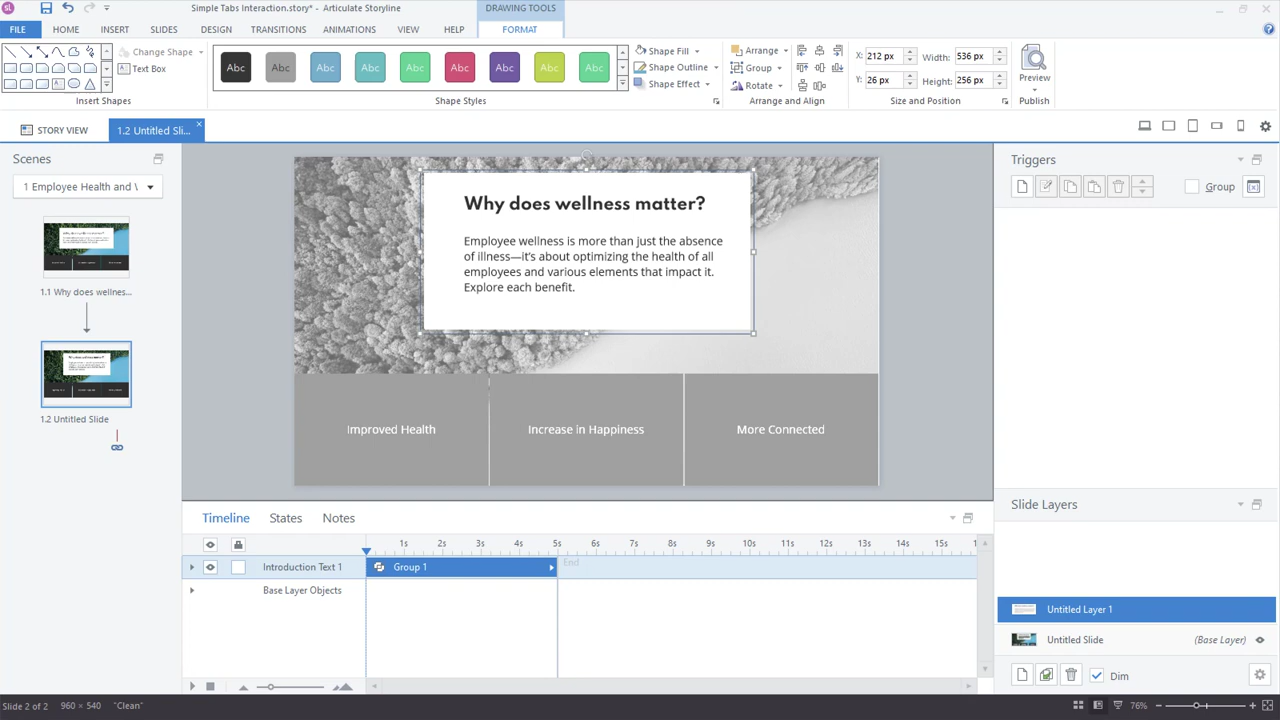 Simple Tabs Interaction.story* - Articulate Storyline
DRAWING TOOLS
FILE HOME INSERT SLIDES DESIGN TRANSITIONS ANIMATIONS VIEW HELP FORMAT
Change Shape
Text Box
Insert Shapes
Abc Abc Abc Abc Abc Abc Abc Abc Abc
Shape Styles
Shape Fill
Shape Outline
Shape Effect
Arrange
Group
Rotate
Arrange and Align
X: 212 px Width: 536 px
Y: 26 px Height: 256 px
Size and Position
Preview
Publish
STORY VIEW
1.2 Untitled Sli...
Scenes
1 Employee Health and \
1.1 Why does wellnes...
1.2 Untitled Slide
Why does wellness matter?
Employee wellness is more than just the absence
of illness—it's about optimizing the health of all
employees and various elements that impact it.
Explore each benefit.
Improved Health
Increase in Happiness
More Connected
Triggers
Group
Timeline States Notes
1s 2s 3s 4s 5s 6s 7s 8s 9s 10s 11s 12s 13s 14s 15s
Introduction Text 1
Group 1
End
Base Layer Objects
Slide Layers
Untitled Layer 1
Untitled Slide (Base Layer)
Dim
Slide 2 of 2 960 × 540 "Clean"
76%